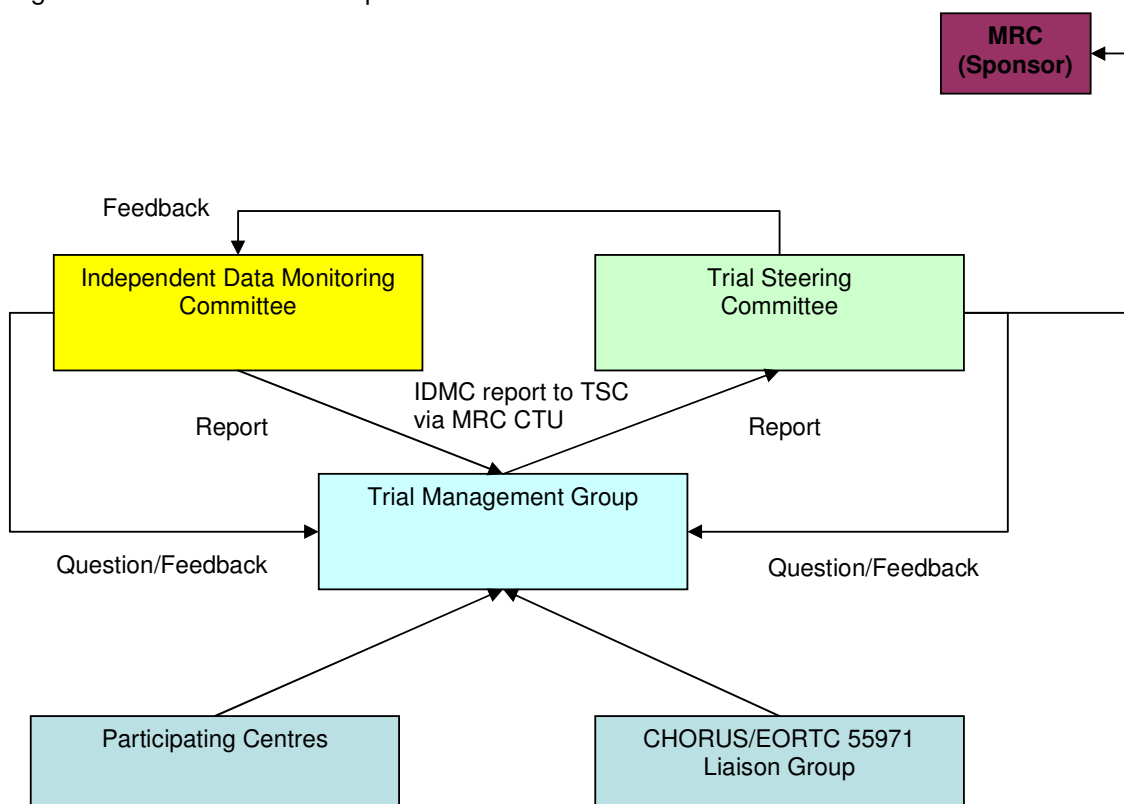 MRC
(Sponsor)
Feedback
Independent Data Monitoring
Committee
Trial Steering
Committee
IDMC report to TSC
via MRC CTU
Report
Report
Trial Management Group
Question/Feedback
Question/Feedback
Participating Centres
CHORUS/EORTC 55971
Liaison Group